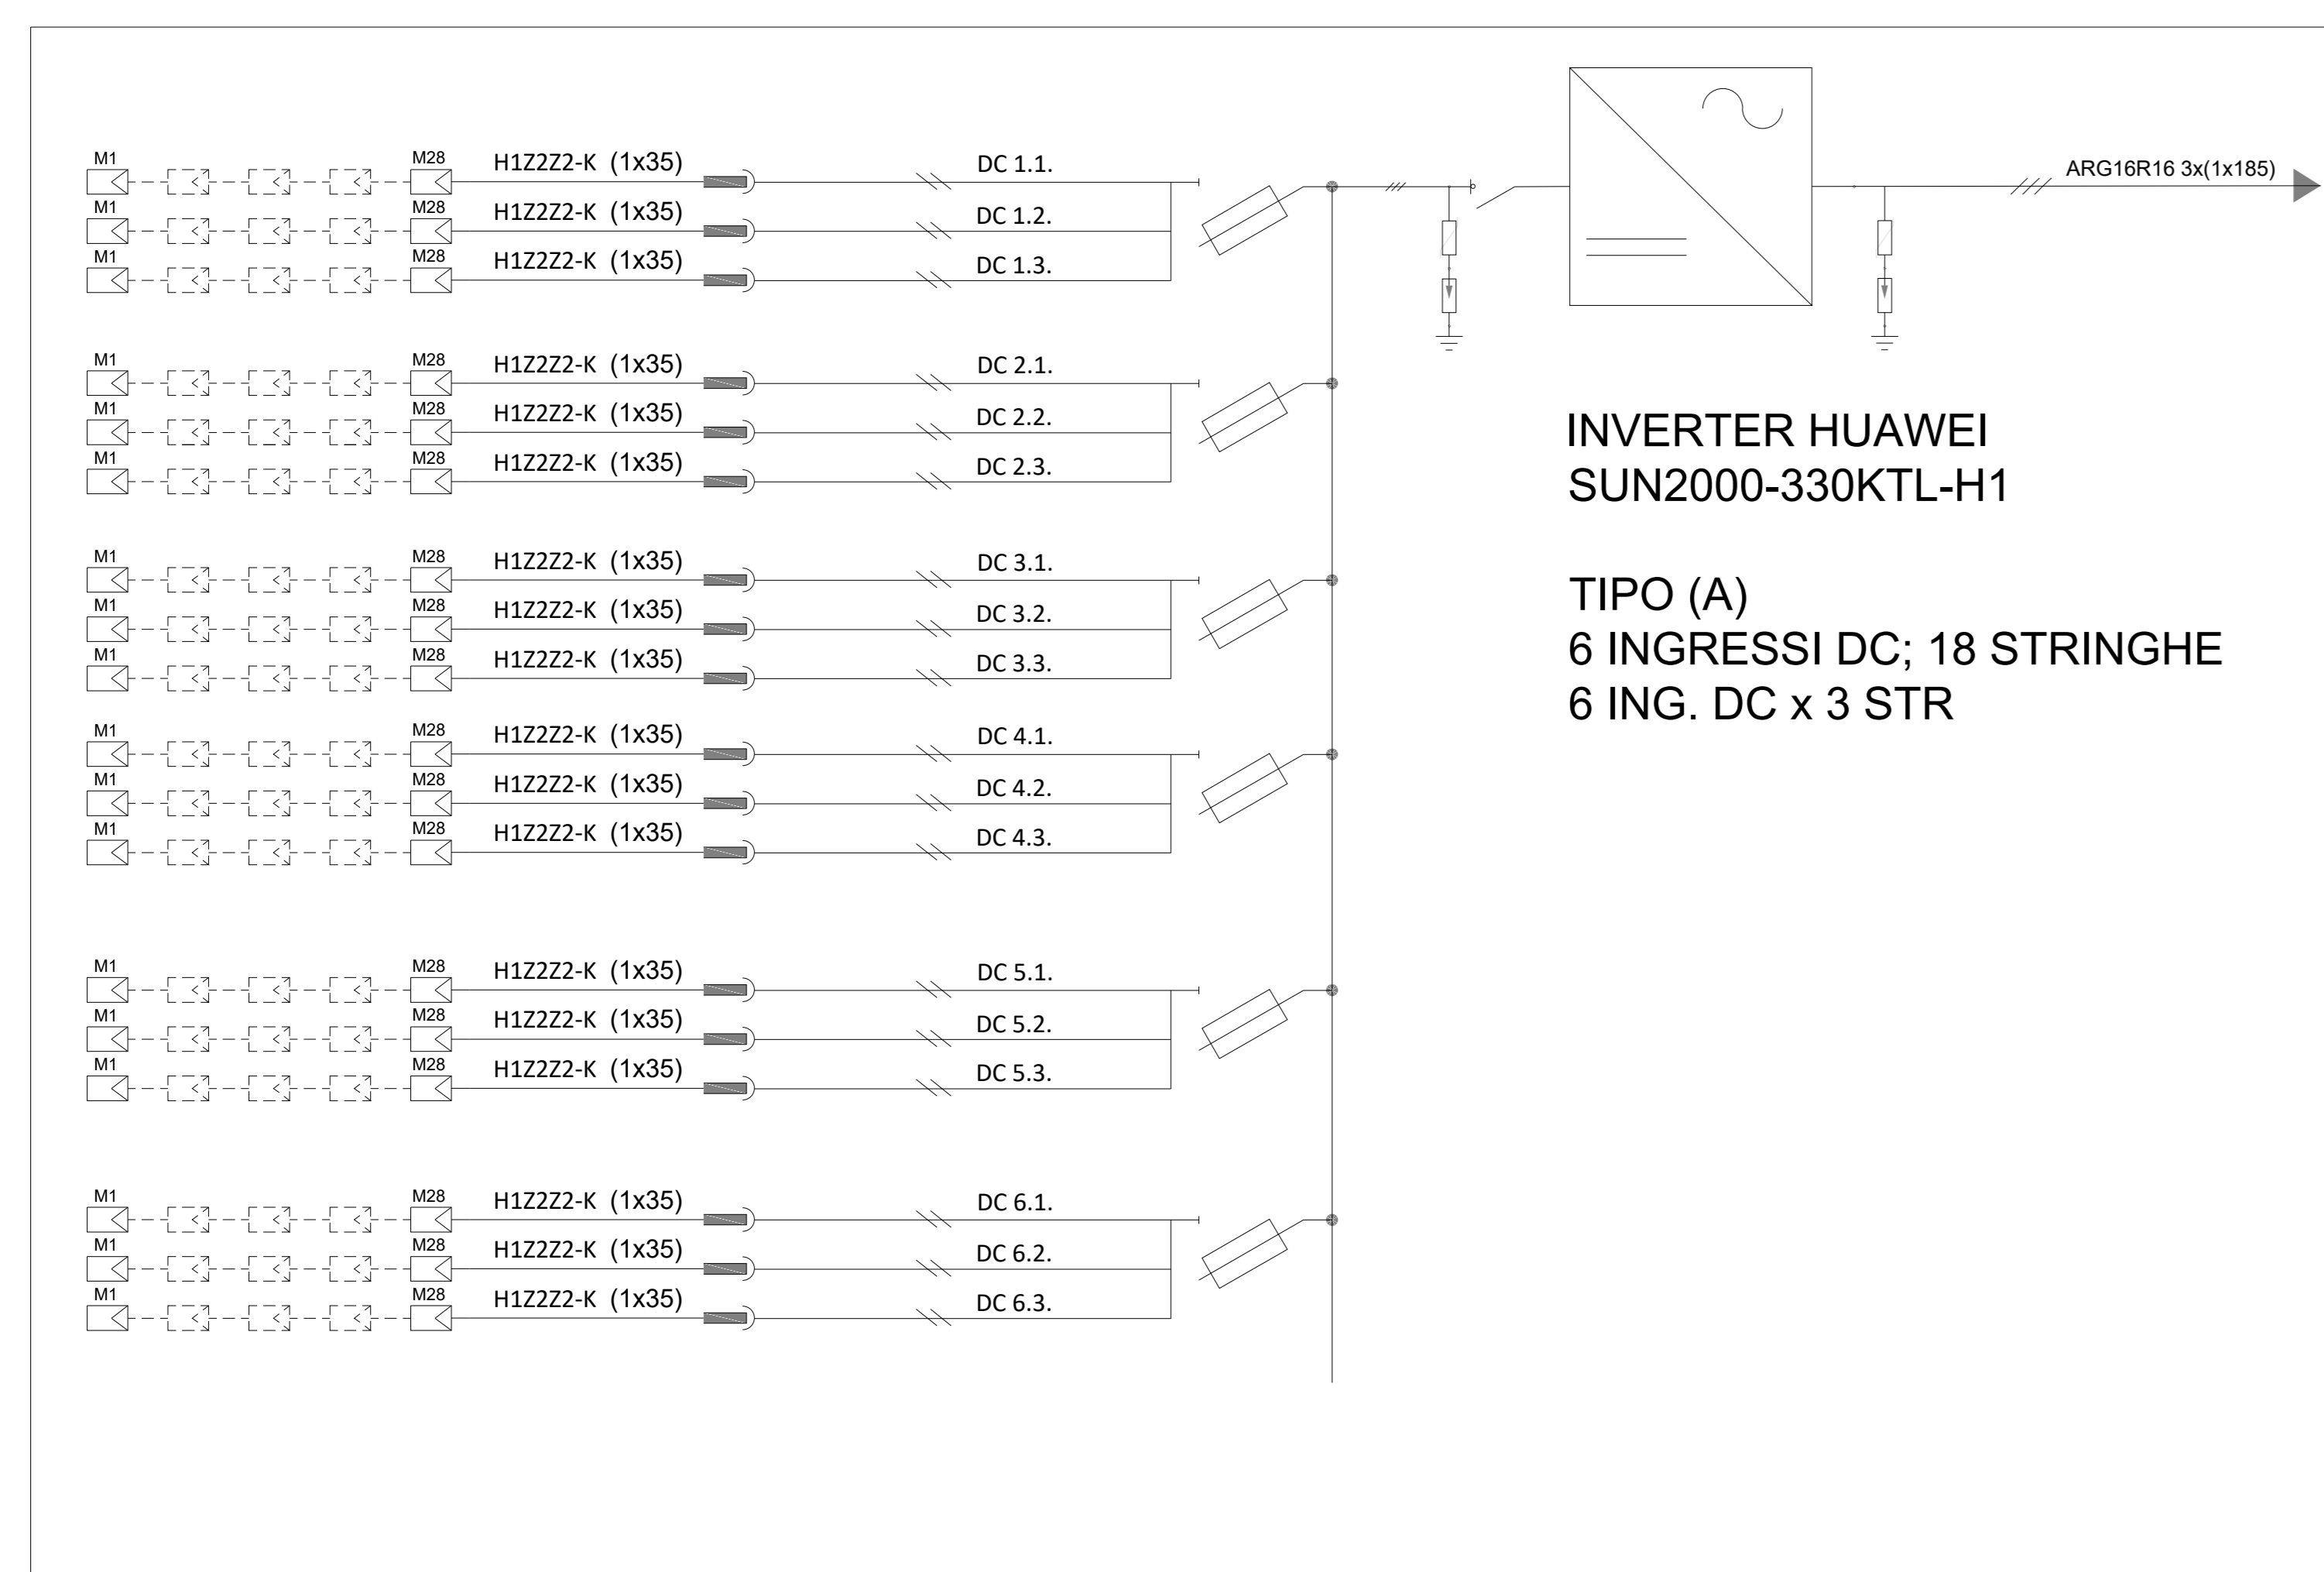 M1 M28 H1Z2Z2-K (1x35) DC 1.1.
M1 M28 H1Z2Z2-K (1x35) DC 1.2.
M1 M28 H1Z2Z2-K (1x35) DC 1.3.
M1 M28 H1Z2Z2-K (1x35) DC 2.1.
M1 M28 H1Z2Z2-K (1x35) DC 2.2.
M1 M28 H1Z2Z2-K (1x35) DC 2.3.
M1 M28 H1Z2Z2-K (1x35) DC 3.1.
M1 M28 H1Z2Z2-K (1x35) DC 3.2.
M1 M28 H1Z2Z2-K (1x35) DC 3.3.
M1 M28 H1Z2Z2-K (1x35) DC 4.1.
M1 M28 H1Z2Z2-K (1x35) DC 4.2.
M1 M28 H1Z2Z2-K (1x35) DC 4.3.
M1 M28 H1Z2Z2-K (1x35) DC 5.1.
M1 M28 H1Z2Z2-K (1x35) DC 5.2.
M1 M28 H1Z2Z2-K (1x35) DC 5.3.
M1 M28 H1Z2Z2-K (1x35) DC 6.1.
M1 M28 H1Z2Z2-K (1x35) DC 6.2.
M1 M28 H1Z2Z2-K (1x35) DC 6.3.
ARG16R16 3x(1x185)
INVERTER HUAWEI
SUN2000-330KTL-H1
TIPO (A)
6 INGRESSI DC; 18 STRINGHE
6 ING. DC x 3 STR